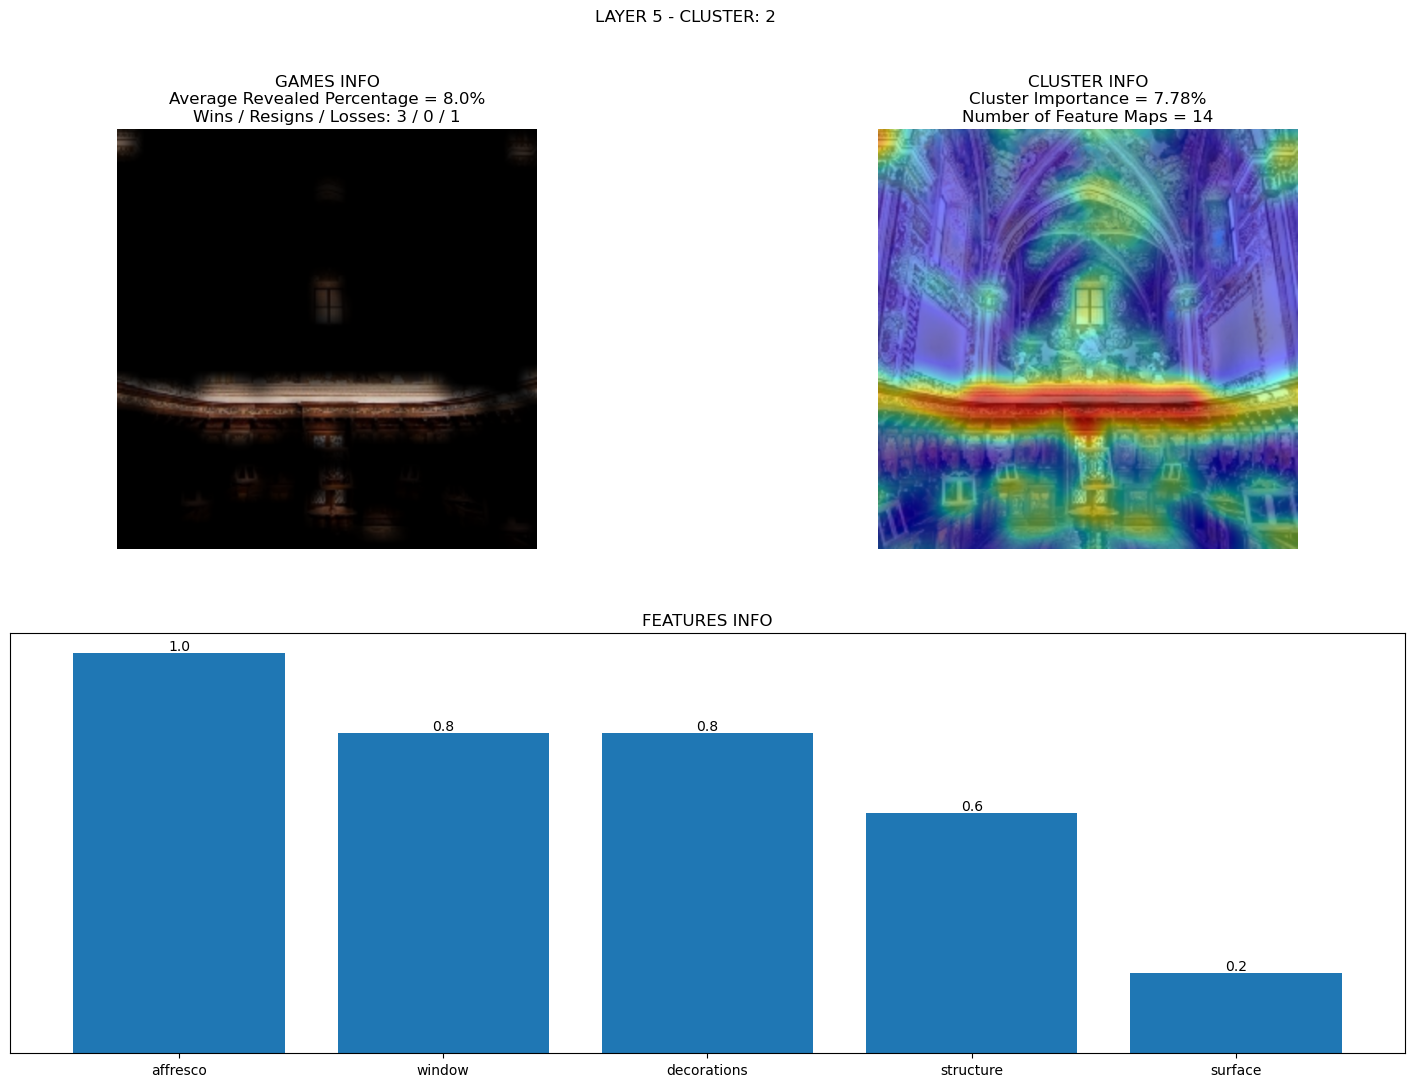 LAYER 5 - CLUSTER: 2
GAMES INFO
Average Revealed Percentage = 8.0%
Wins / Resigns / Losses: 3 / 0 / 1
CLUSTER INFO
Cluster Importance = 7.78%
Number of Feature Maps = 14
FEATURES INFO
1.0
0.8
0.8
0.6
0.2
affresco
window
decorations
structure
surface